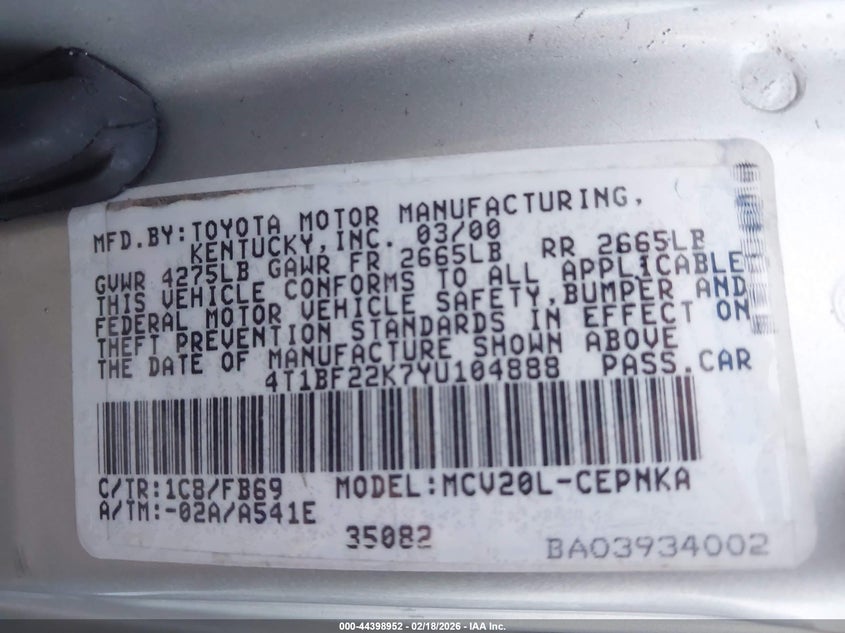 MFD.BY:TOYOTA MOTOR MANUFACTURING,
KENTUCKY,INC. 03/00
GVWR 4275LB GAWR FR 2665LB RR 2665LB
THIS VEHICLE CONFORMS TO ALL APPLICABLE
FEDERAL MOTOR VEHICLE SAFETY,BUMPER AND
THEFT PREVENTION STANDARDS IN EFFECT ON
THE DATE OF MANUFACTURE SHOWN ABOVE
4T1BF22K7YU104888 PASS.CAR
C/TR:1C8/FB69 MODEL:MCV20L-CEPNKA
A/TM:-02A/A541E
35082 BA03934002
000-44398952 | 02/18/2026 - IAA Inc.